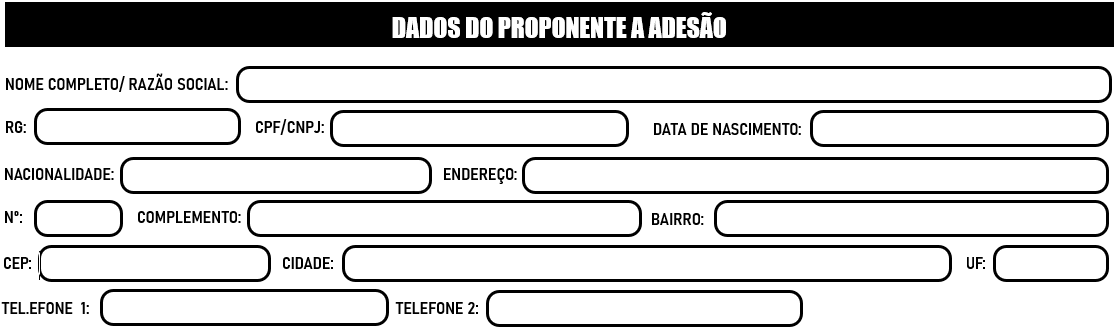 DADOS DO PROPONENTE A ADESÃO
NOME COMPLETO/ RAZÃO SOCIAL:
RG: CPF/CNPJ: DATA DE NASCIMENTO:
NACIONALIDADE: ENDEREÇO:
Nº: COMPLEMENTO: BAIRRO:
CEP: CIDADE: UF:
TEL.EFONE 1: TELEFONE 2: